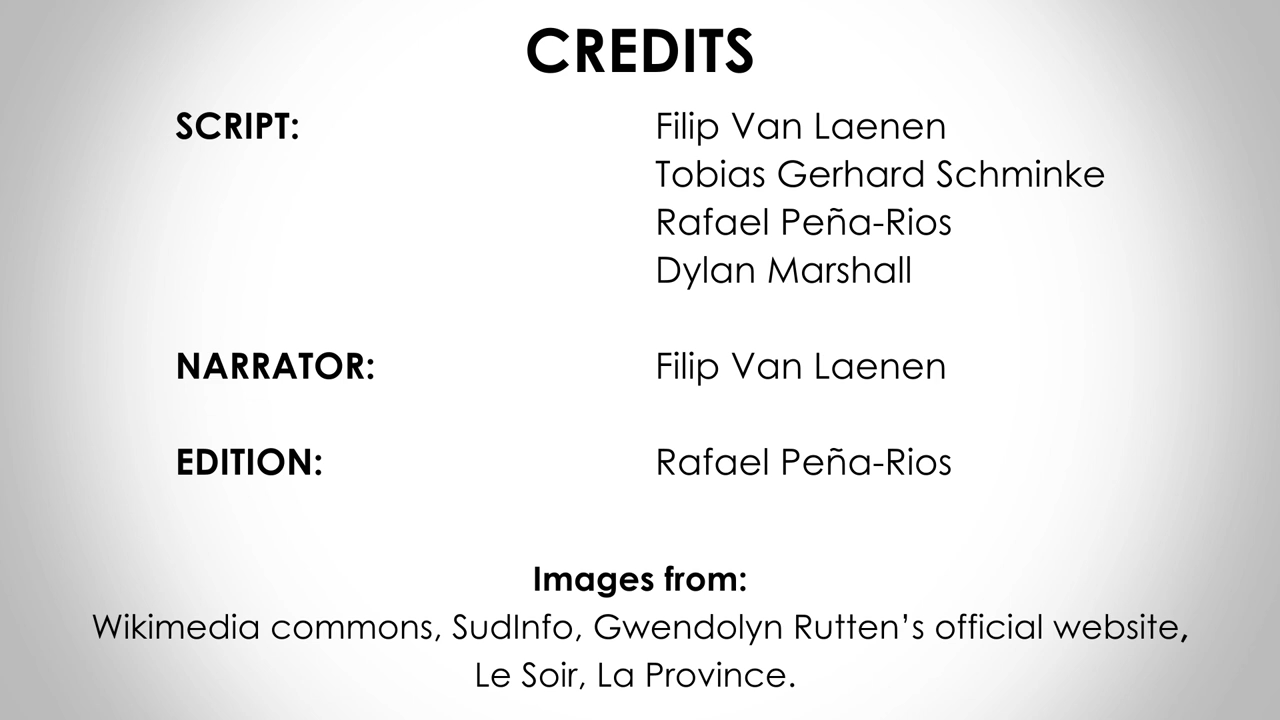 CREDITS
SCRIPT: Filip Van Laenen
Tobias Gerhard Schminke
Rafael Peña-Rios
Dylan Marshall
NARRATOR: Filip Van Laenen
EDITION: Rafael Peña-Rios
Images from:
Wikimedia commons, SudInfo, Gwendolyn Rutten’s official website,
Le Soir, La Province.